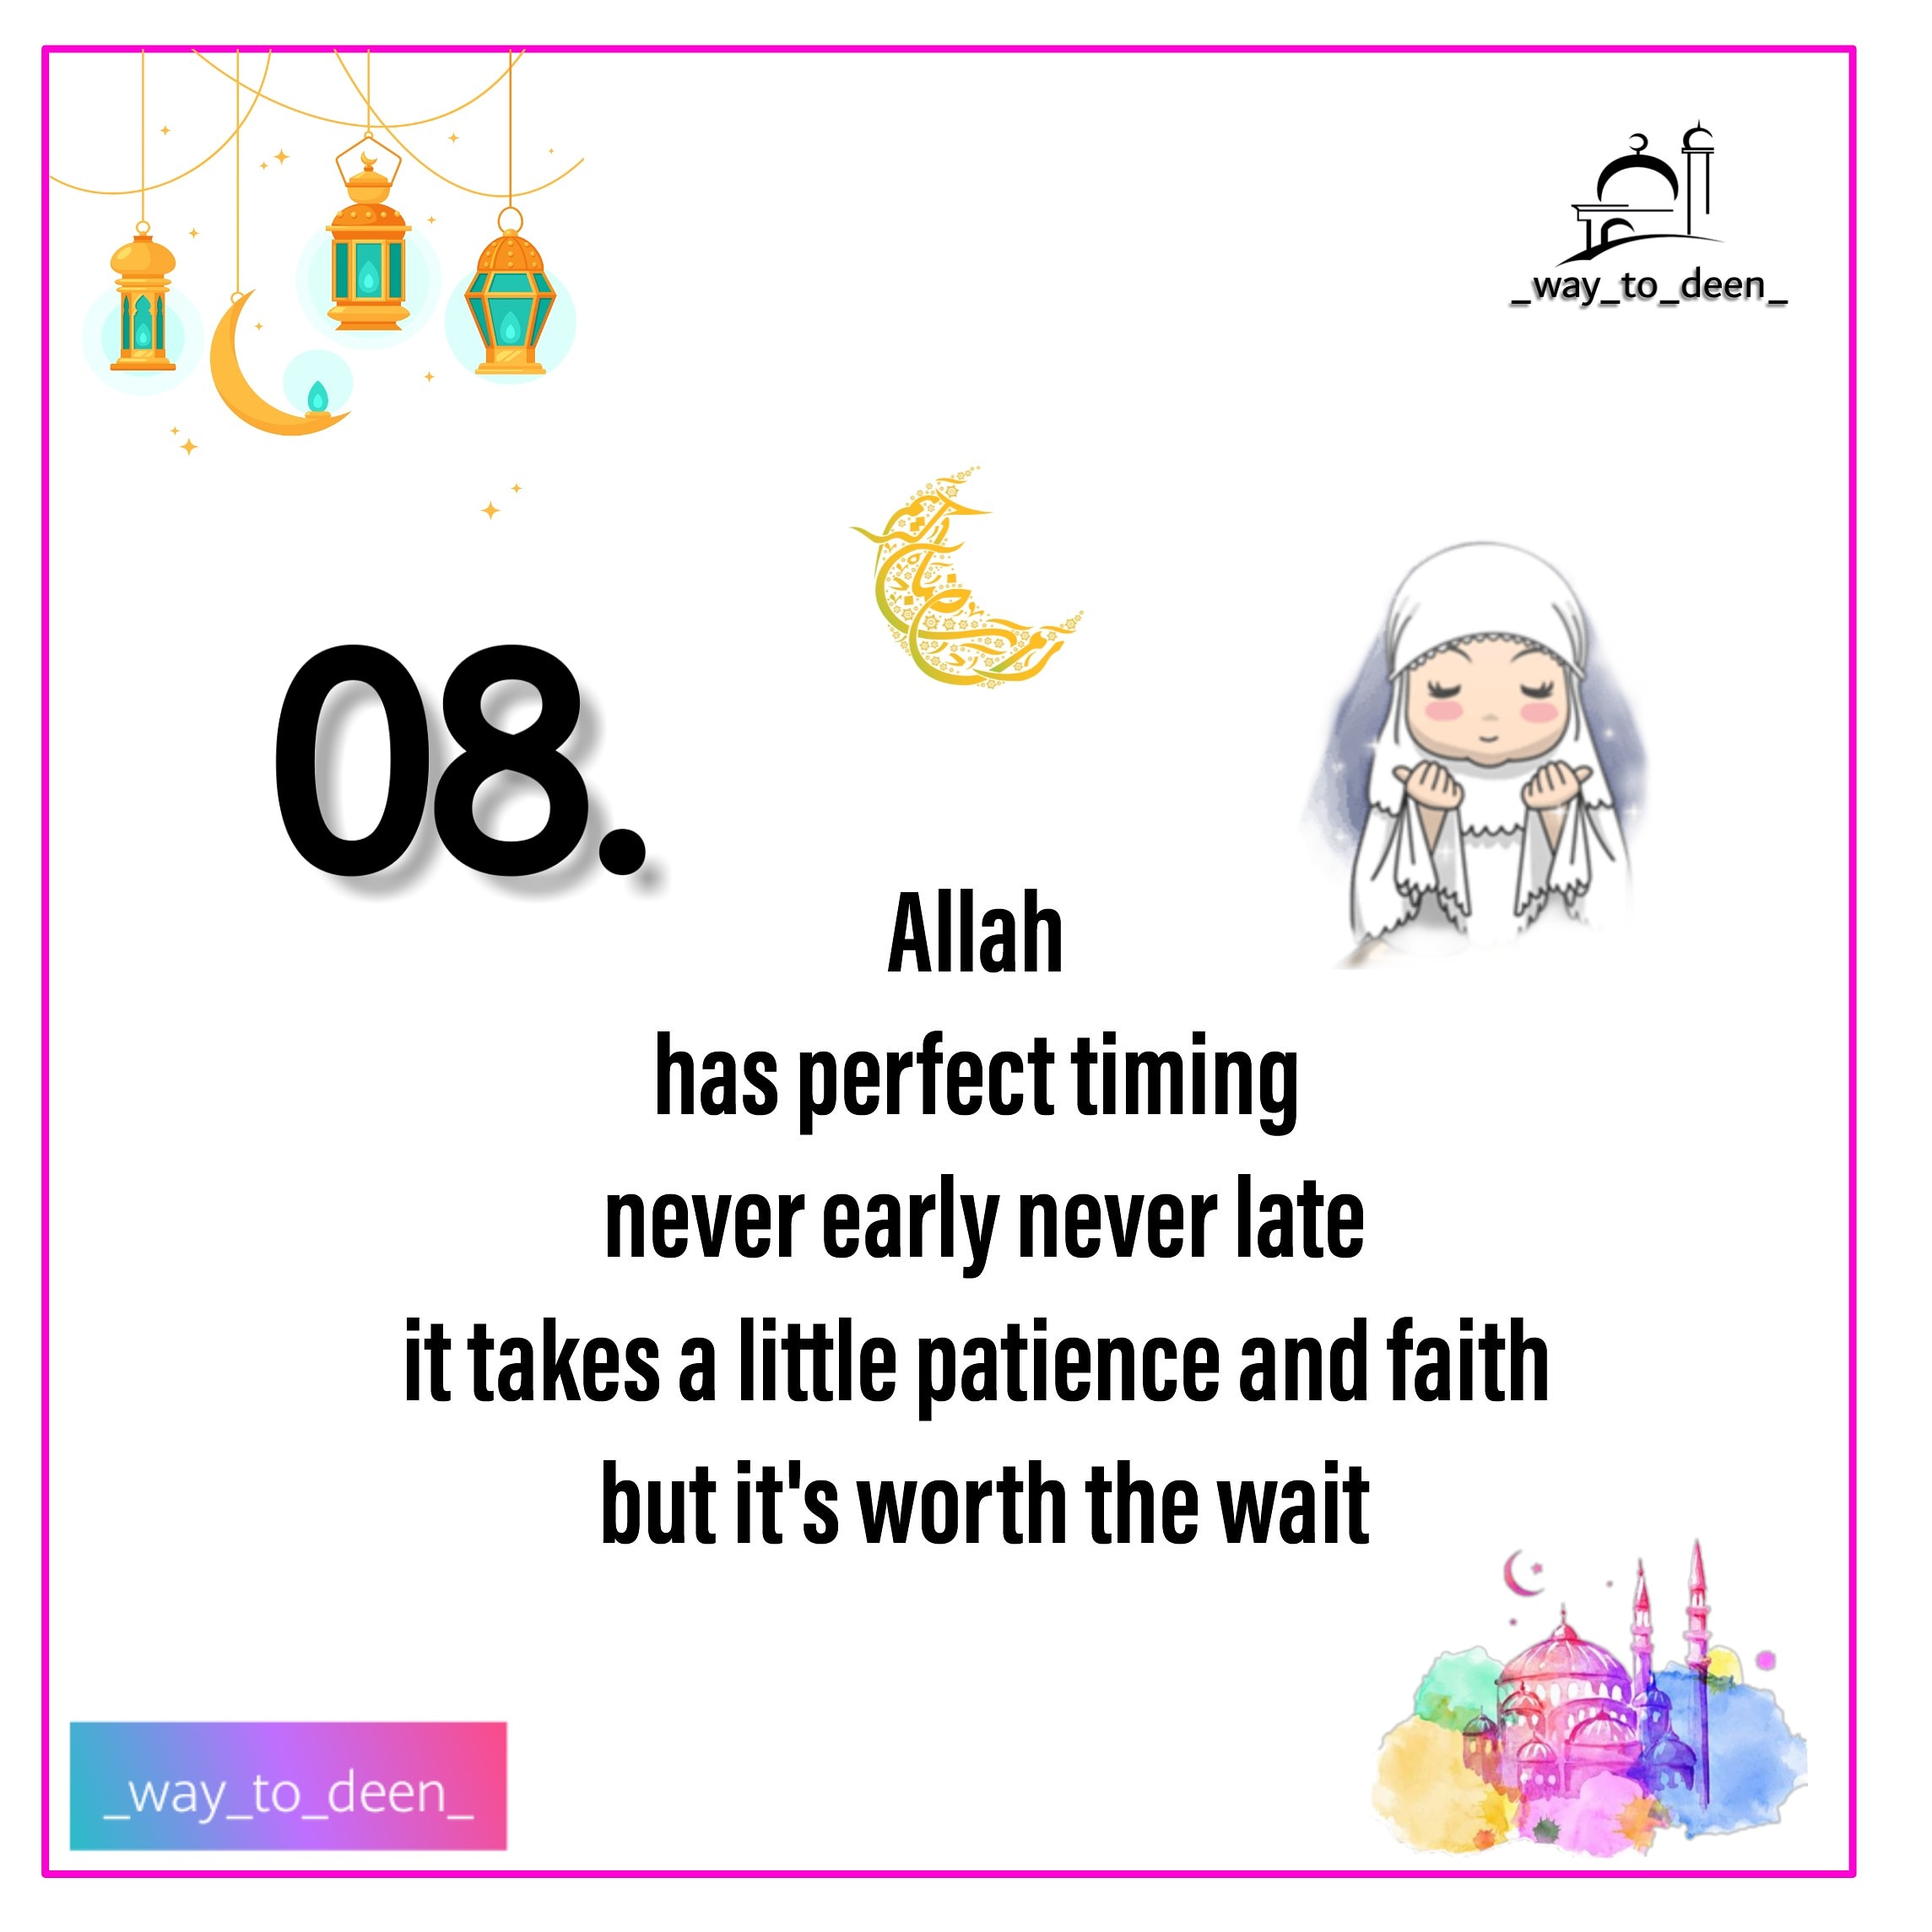 _way_to_deen_
08.
Allah
has perfect timing
never early never late
it takes a little patience and faith
but it's worth the wait
_way_to_deen_